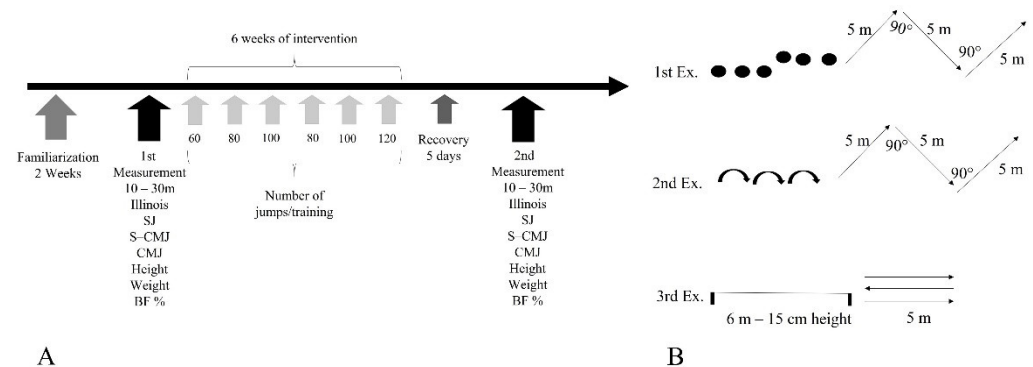 6 weeks of intervention
60
80
100
80
100
120
Familiarization
2 Weeks
1st
Measurement
10 – 30m
Illinois
SJ
S–CMJ
CMJ
Height
Weight
BF %
Number of
jumps/training
Recovery
5 days
2nd
Measurement
10 – 30m
Illinois
SJ
S–CMJ
CMJ
Height
Weight
BF %
A
B
1st Ex.
5 m
90°
5 m
90°
5 m
2nd Ex.
5 m
90°
5 m
90°
5 m
3rd Ex.
6 m – 15 cm height
5 m